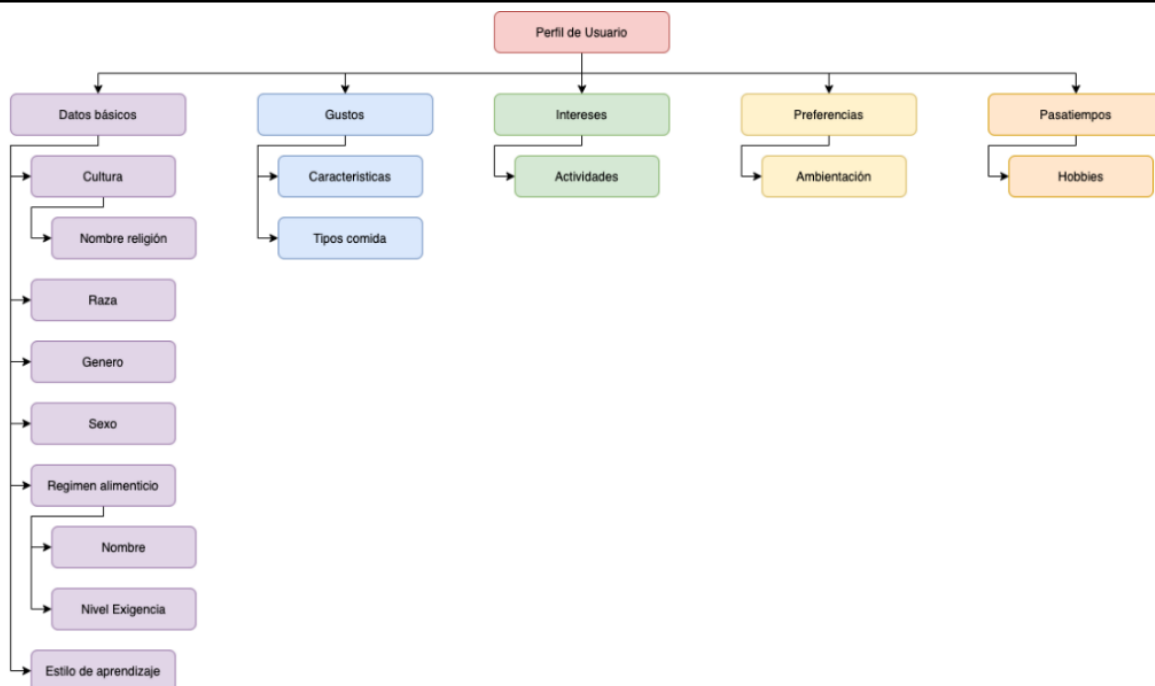 Perfil de Usuario
Datos básicos
Gustos
Intereses
Preferencias
Pasatiempos
Cultura
Caracteristicas
Actividades
Ambientación
Hobbies
Nombre religión
Tipos comida
Raza
Genero
Sexo
Regimen alimenticio
Nombre
Nivel Exigencia
Estilo de aprendizaje